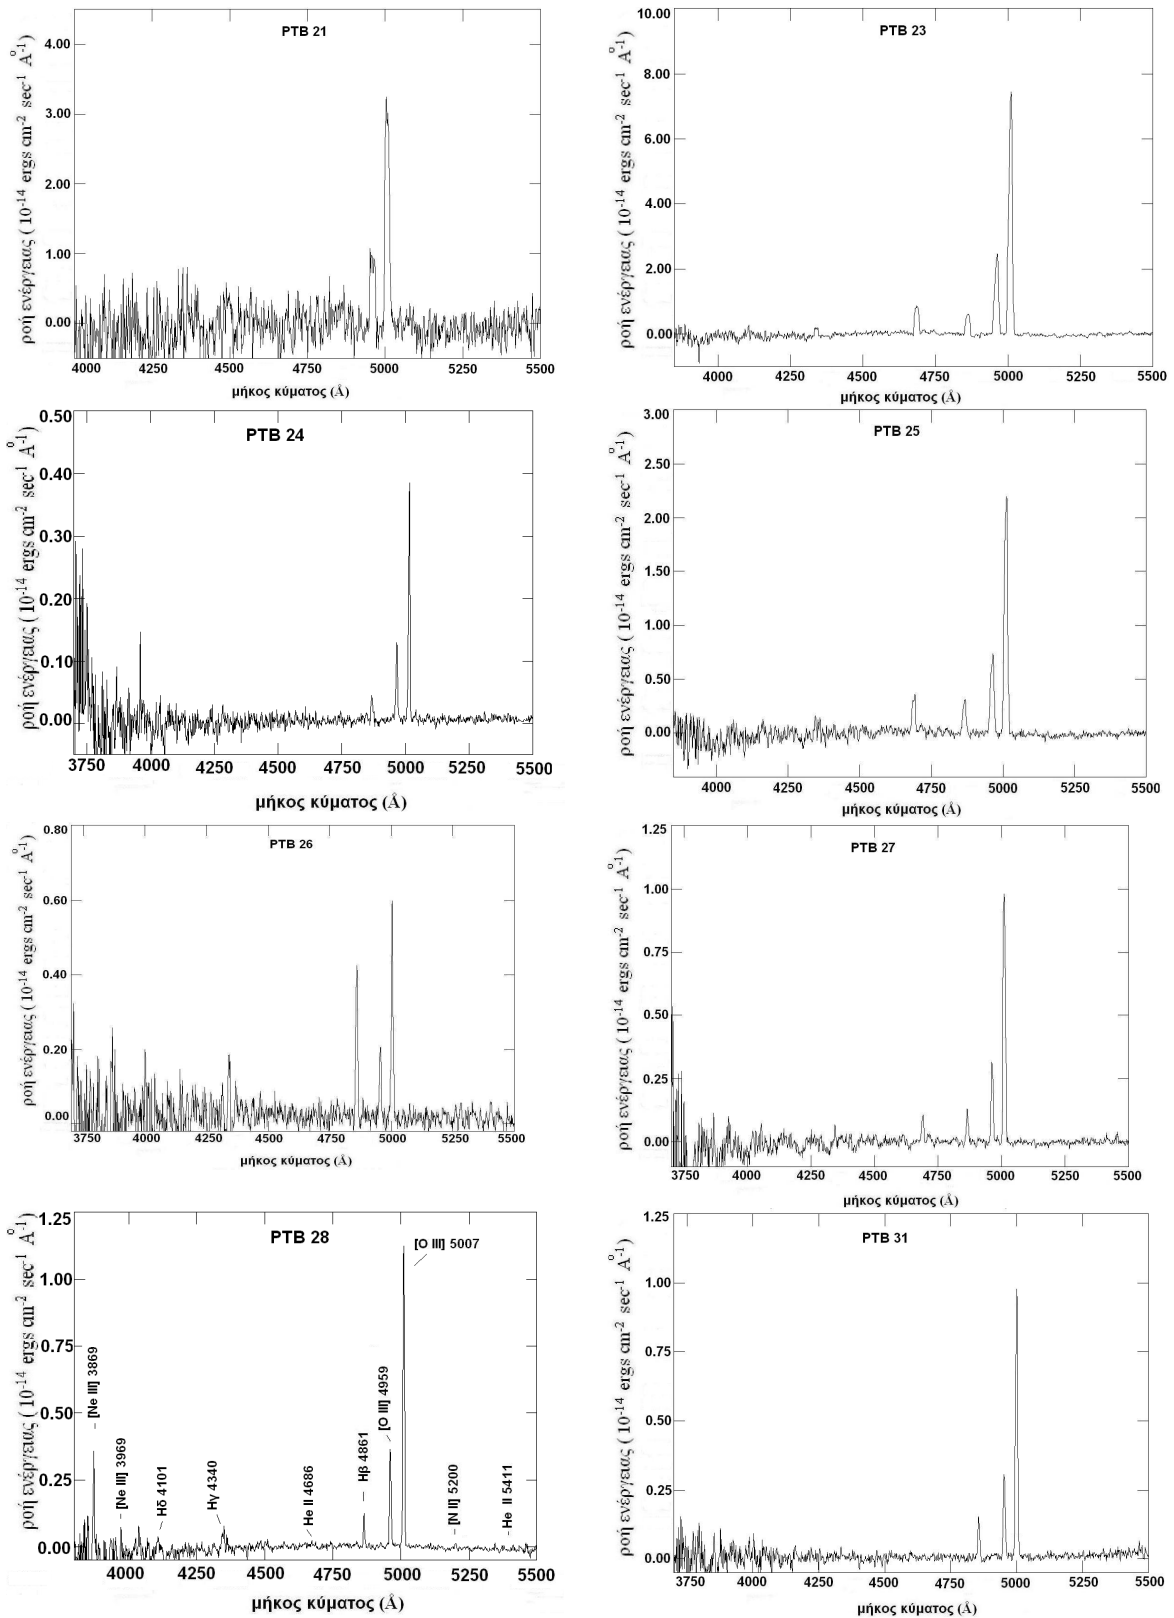 PTB 21
4.00
3.00
2.00
1.00
0.00
4000 4250 4500 4750 5000 5250 5500
ροή ενέργειας ( 10-14 ergs cm-2 sec-1 Å-1)
μήκος κύματος (Å)
PTB 23
10.00
8.00
6.00
4.00
2.00
0.00
4000 4250 4500 4750 5000 5250 5500
ροή ενέργειας ( 10-14 ergs cm-2 sec-1 Å-1)
μήκος κύματος (Å)
PTB 24
0.50
0.40
0.30
0.20
0.10
0.00
3750 4000 4250 4500 4750 5000 5250 5500
ροή ενέργειας ( 10-14 ergs cm-2 sec-1 Å-1)
μήκος κύματος (Å)
PTB 25
3.00
2.50
2.00
1.50
1.00
0.50
0.00
4000 4250 4500 4750 5000 5250 5500
ροή ενέργειας ( 10-14 ergs cm-2 sec-1 Å-1)
μήκος κύματος (Å)
PTB 26
0.80
0.60
0.40
0.20
0.00
3750 4000 4250 4500 4750 5000 5250 5500
ροή ενέργειας ( 10-14 ergs cm-2 sec-1 Å-1)
μήκος κύματος (Å)
PTB 27
1.25
1.00
0.75
0.50
0.25
0.00
3750 4000 4250 4500 4750 5000 5250 5500
ροή ενέργειας ( 10-14 ergs cm-2 sec-1 Å-1)
μήκος κύματος (Å)
PTB 28
1.25
1.00
0.75
0.50
0.25
0.00
[O III] 5007
[Ne III] 3869
[Ne III] 3969
Hδ 4101
Hγ 4340
He II 4686
Hβ 4861
[O III] 4959
[N II] 5200
He II 5411
4000 4250 4500 4750 5000 5250 5500
ροή ενέργειας ( 10-14 ergs cm-2 sec-1 Å-1)
μήκος κύματος (Å)
PTB 31
1.25
1.00
0.75
0.50
0.25
0.00
3750 4000 4250 4500 4750 5000 5250 5500
ροή ενέργειας ( 10-14 ergs cm-2 sec-1 Å-1)
μήκος κύματος (Å)